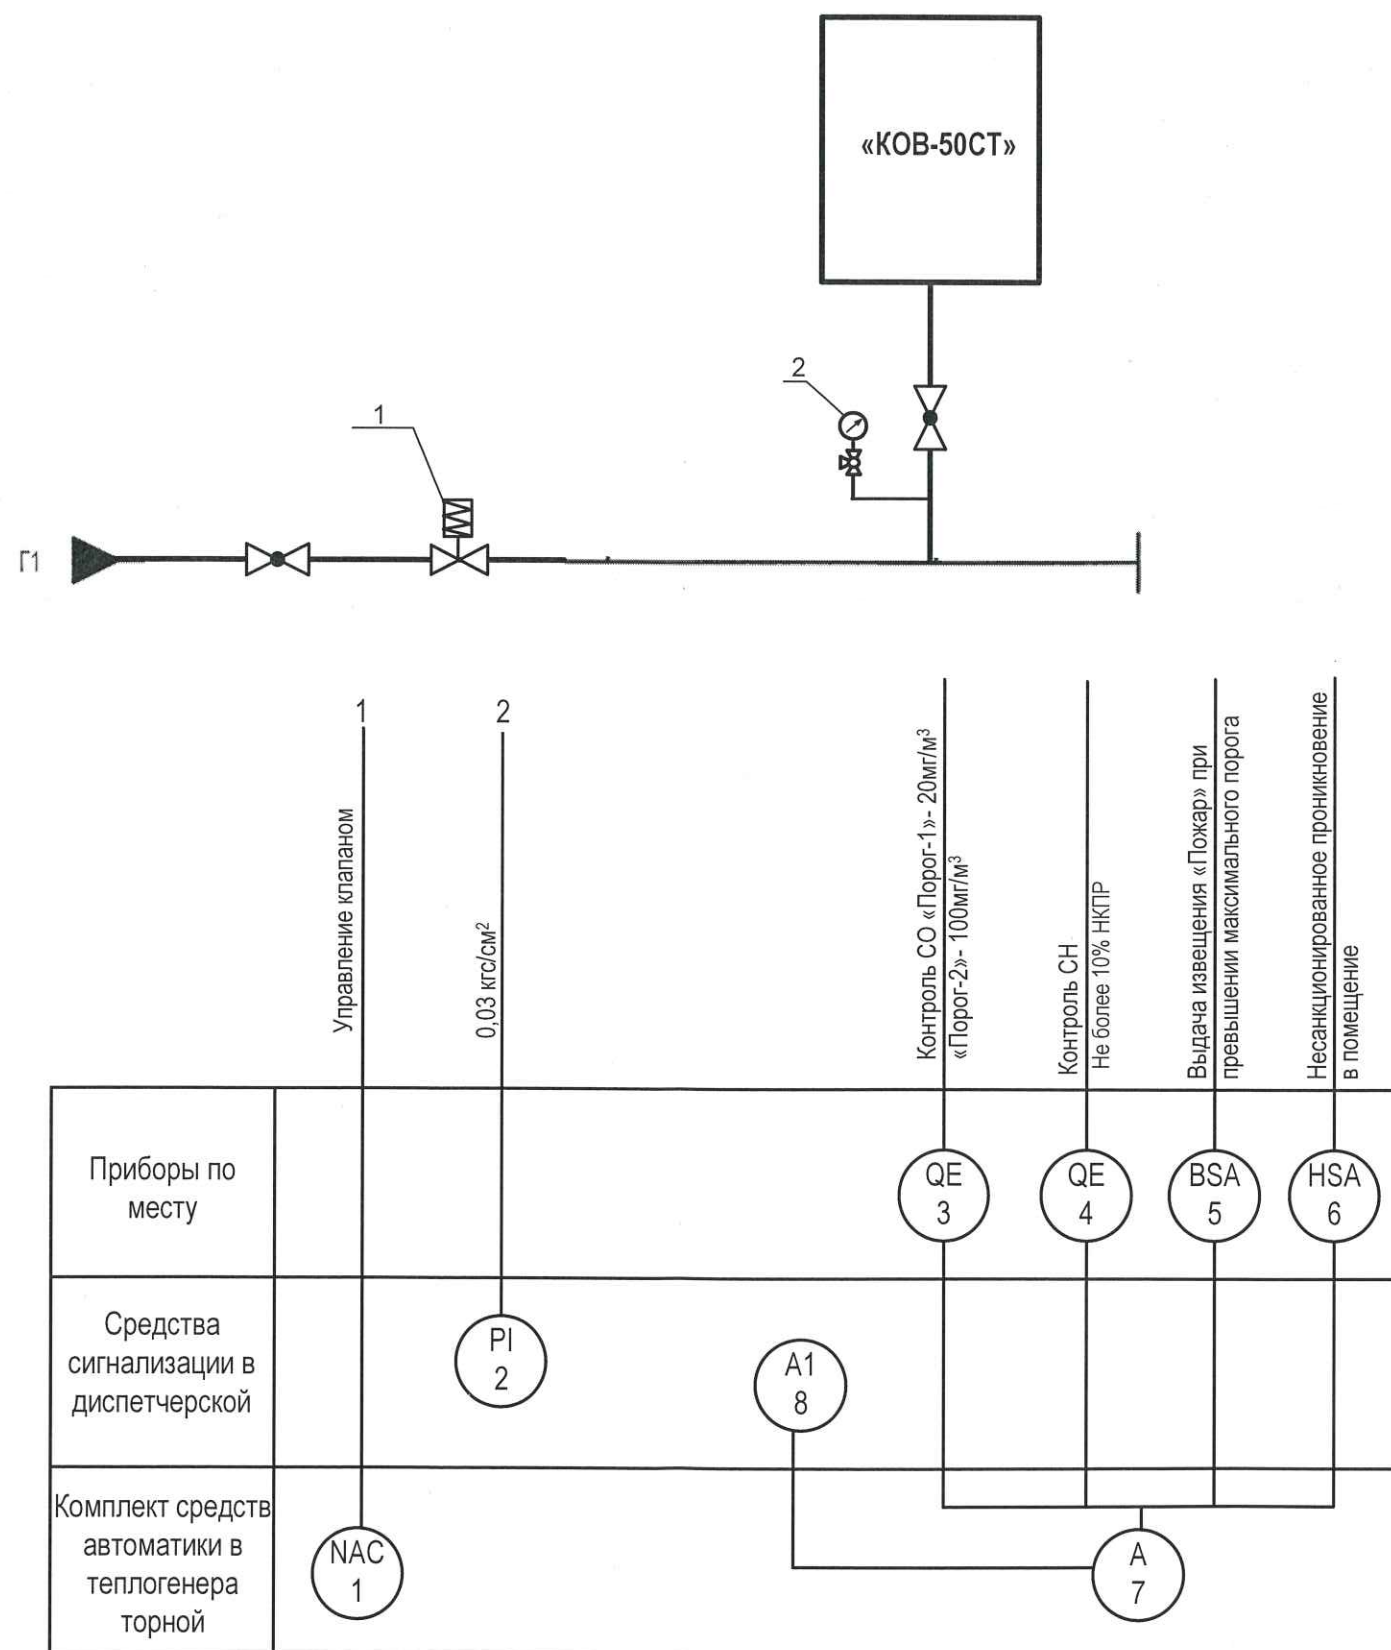 «КОВ-50СТ»
2
1
Г1
1
2
Управление клапаном
0,03 кгс/см²
Контроль СО «Порог-1»- 20мг/м³
«Порог-2»- 100мг/м³
Контроль СН
Не более 10% НКПР
Выдача извещения «Пожар» при
превышении максимального порога
Несанкционированное проникновение
в помещение
Приборы по
месту
QE
3
QE
4
BSA
5
HSA
6
Средства
сигнализации в
диспетчерской
PI
2
A1
8
Комплект средств
автоматики в
теплогенера
торной
NAC
1
A
7